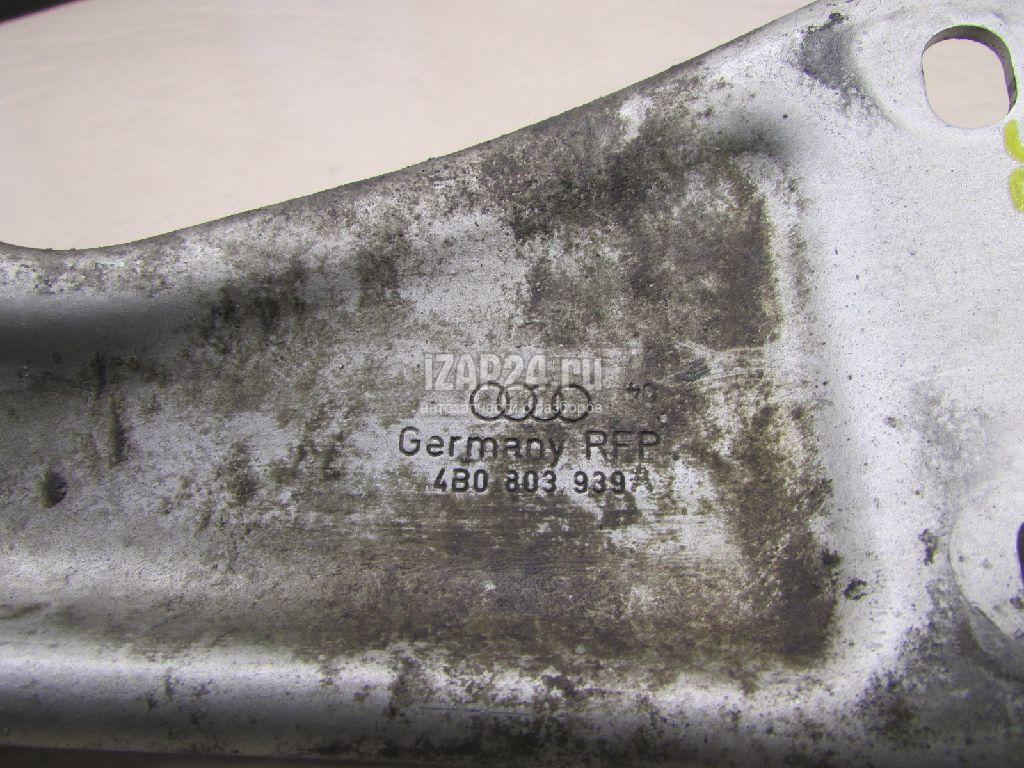 IZAP24.ru
Germany RFP
4B0 803 939 A